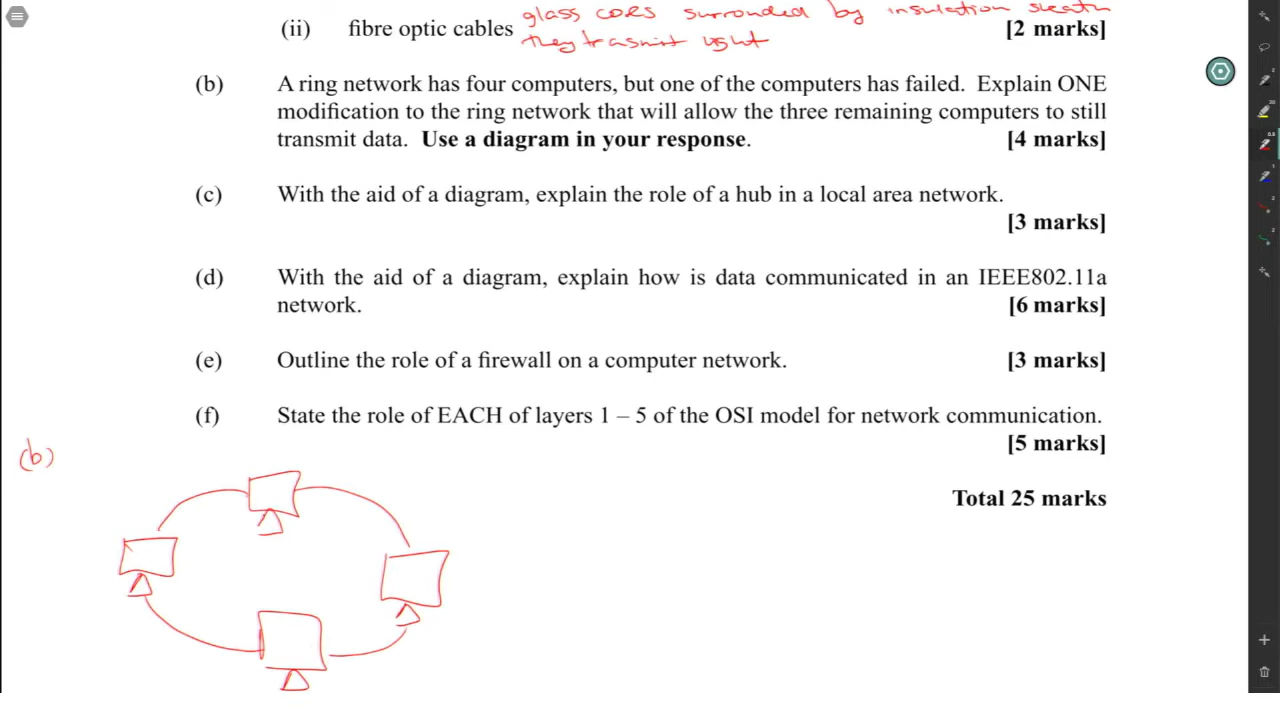 glass cores surronded by insulation sheath
(ii) fibre optic cables [2 marks]
they transmit light
(b) A ring network has four computers, but one of the computers has failed. Explain ONE
modification to the ring network that will allow the three remaining computers to still
transmit data. Use a diagram in your response. [4 marks]
(c) With the aid of a diagram, explain the role of a hub in a local area network.
[3 marks]
(d) With the aid of a diagram, explain how is data communicated in an IEEE802.11a
network. [6 marks]
(e) Outline the role of a firewall on a computer network. [3 marks]
(f) State the role of EACH of layers 1 – 5 of the OSI model for network communication.
[5 marks]
(b)
Total 25 marks